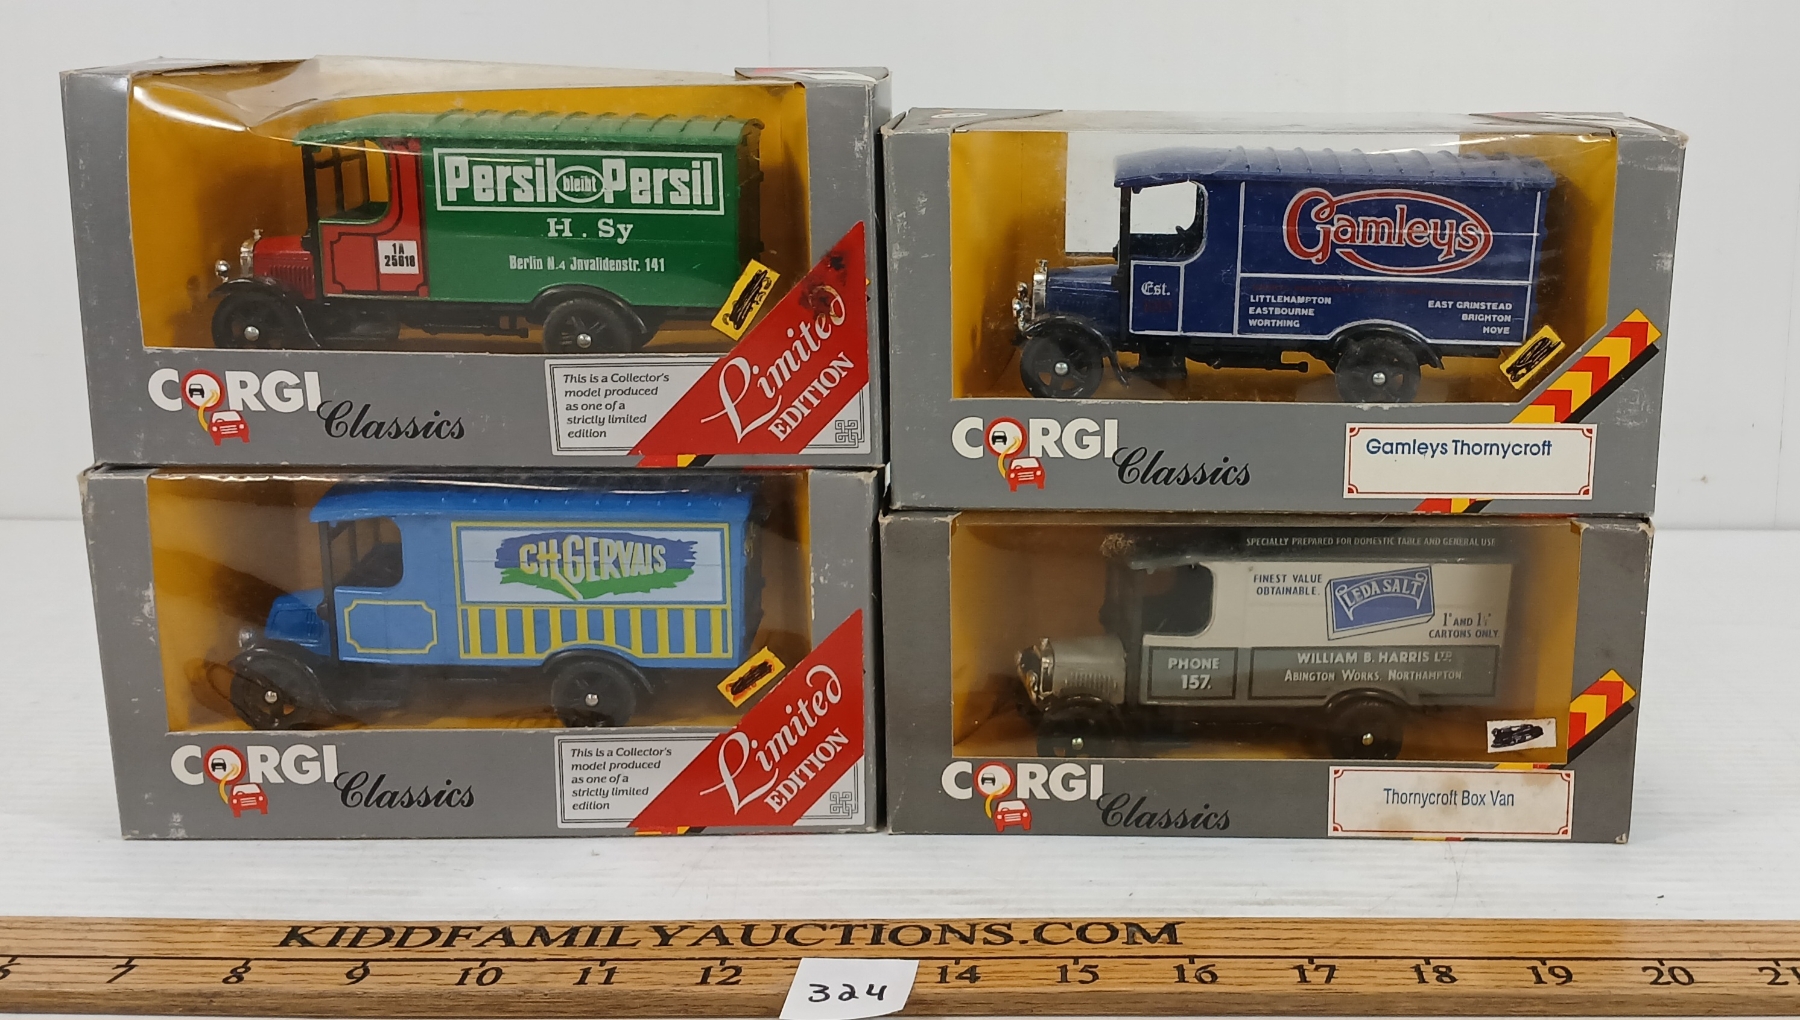 Persil bleibt Persil
H. Sy
Berlin N.4 Jnvalidenstr. 141
1A
25618
CORGI Classics
This is a Collector's
model produced
as one of a
strictly limited
edition
Limited
EDITION
Gamleys
Est.
LITTLEHAMPTON
EASTBOURNE
WORTHING
EAST GRINSTEAD
BRIGHTON
HOVE
CORGI Classics
Gamleys Thornycroft
CH.GERVAIS
CORGI Classics
This is a Collector's
model produced
as one of a
strictly limited
edition
Limited
EDITION
SPECIALLY PREPARED FOR DOMESTIC TABLE AND GENERAL USE
FINEST VALUE
OBTAINABLE.
LEDA SALT
CARTONS ONLY
PHONE
157.
WILLIAM B. HARRIS LTD.
ABINGTON WORKS. NORTHAMPTON
CORGI Classics
Thornycroft Box Van
KIDDFAMILYAUCTIONS.COM
6 7 8 9 10 11 12 14 15 16 17 18 19 20 21
324